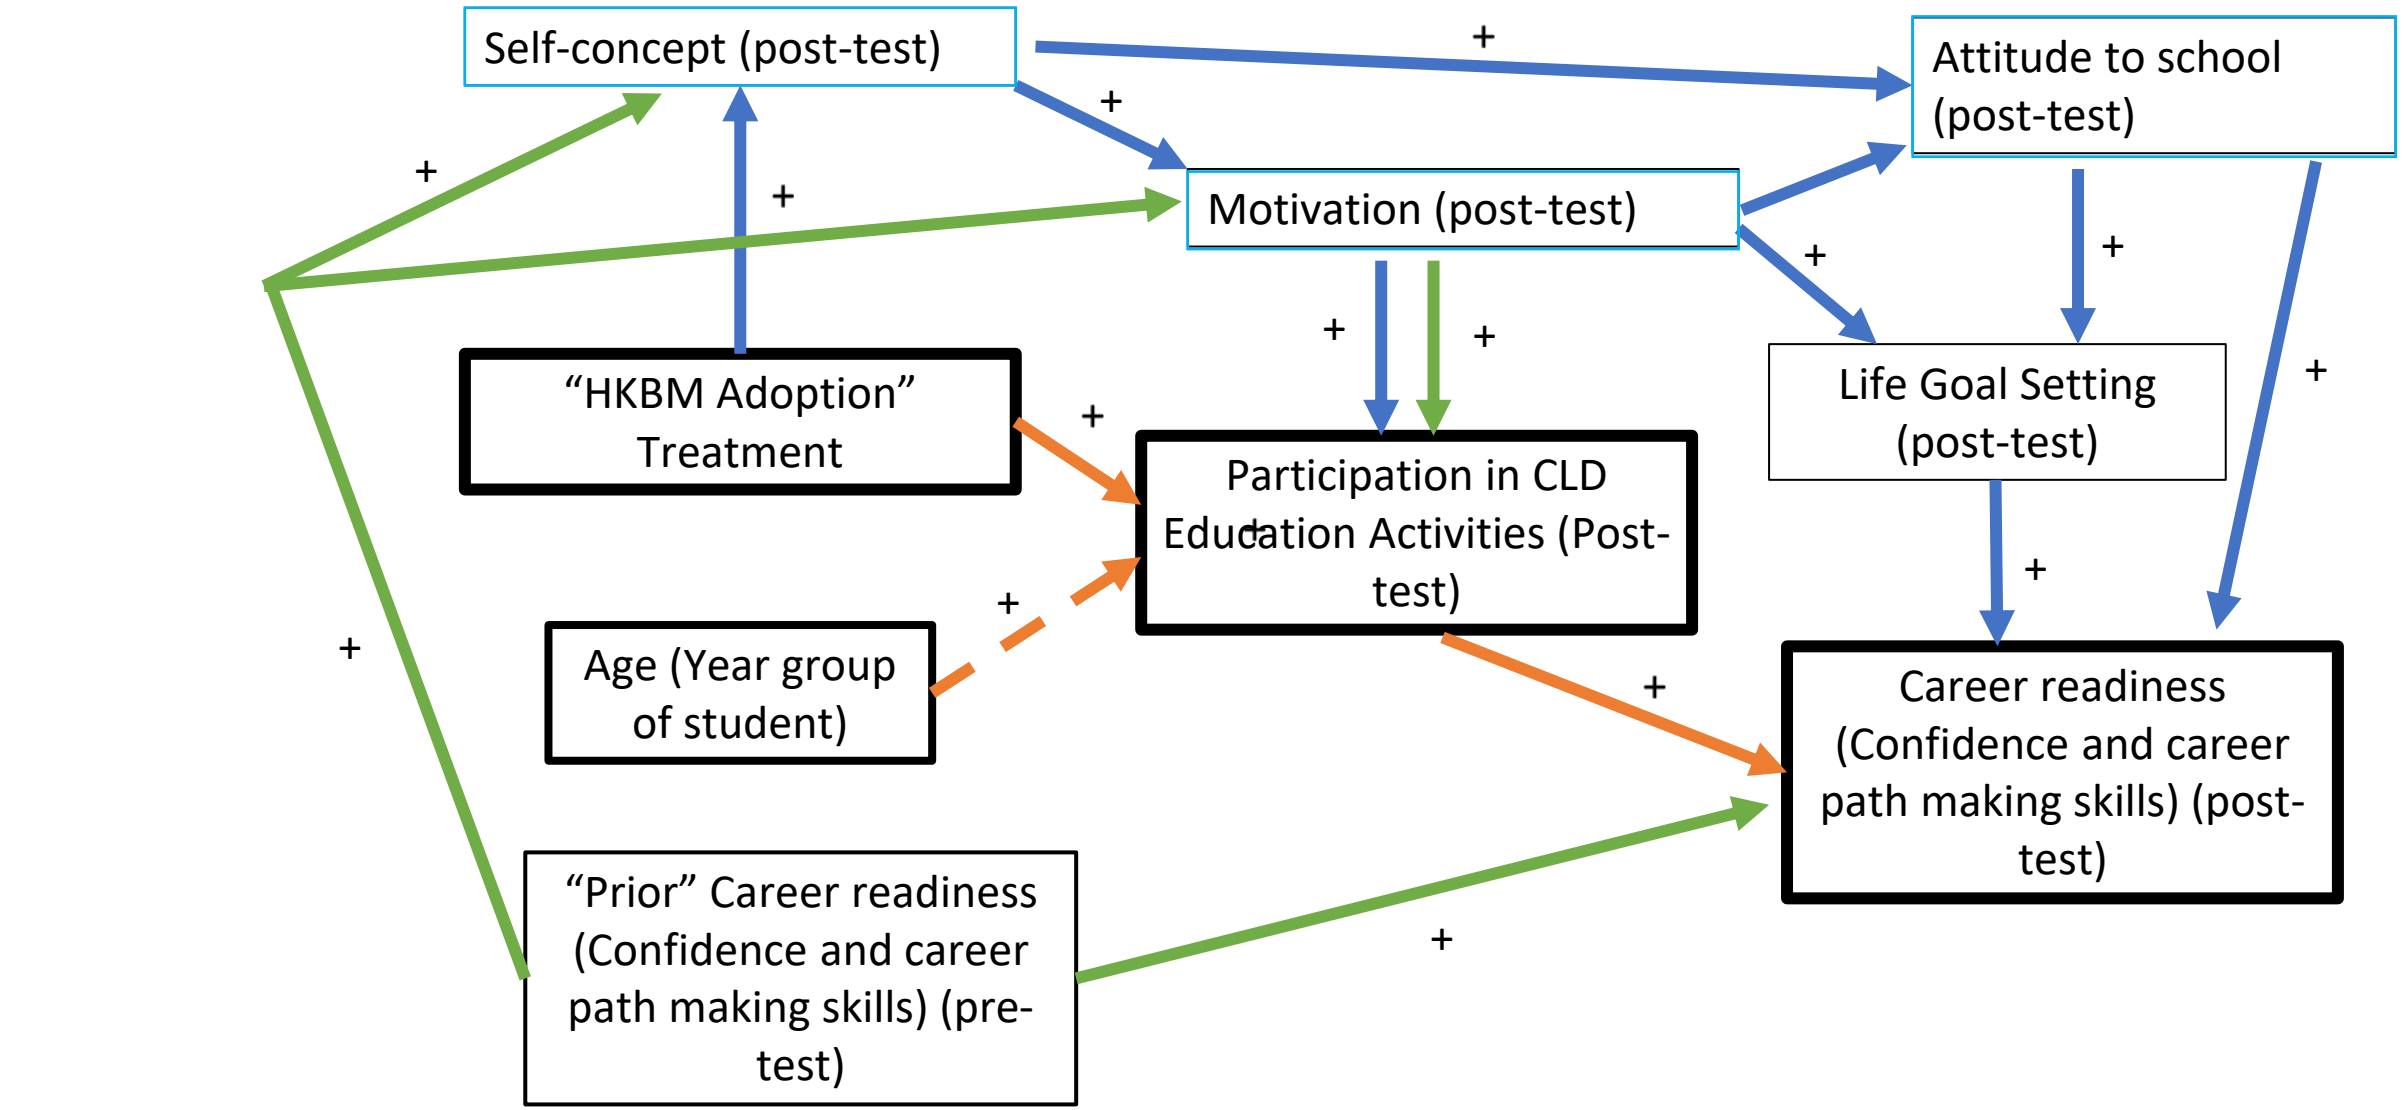 Self-concept (post-test)
+
Attitude to school
(post-test)
+
+
+
Motivation (post-test)
+
+
+
+
+
“HKBM Adoption”
Treatment
+
Life Goal Setting
(post-test)
+
Participation in CLD
Education Activities (Post-
test)
+
+
+
+
Age (Year group
of student)
+
Career readiness
(Confidence and career
path making skills) (post-
test)
“Prior” Career readiness
(Confidence and career
path making skills) (pre-
test)
+